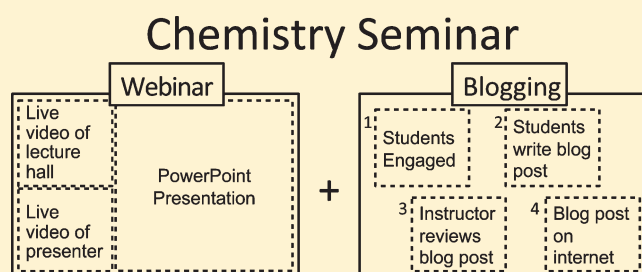 Chemistry Seminar
Webinar
Live
video of
lecture
hall
Live
video of
presenter
PowerPoint
Presentation
+
Blogging
1
Students
Engaged
2
Students
write blog
post
3
Instructor
reviews
blog post
4
Blog post
on
internet